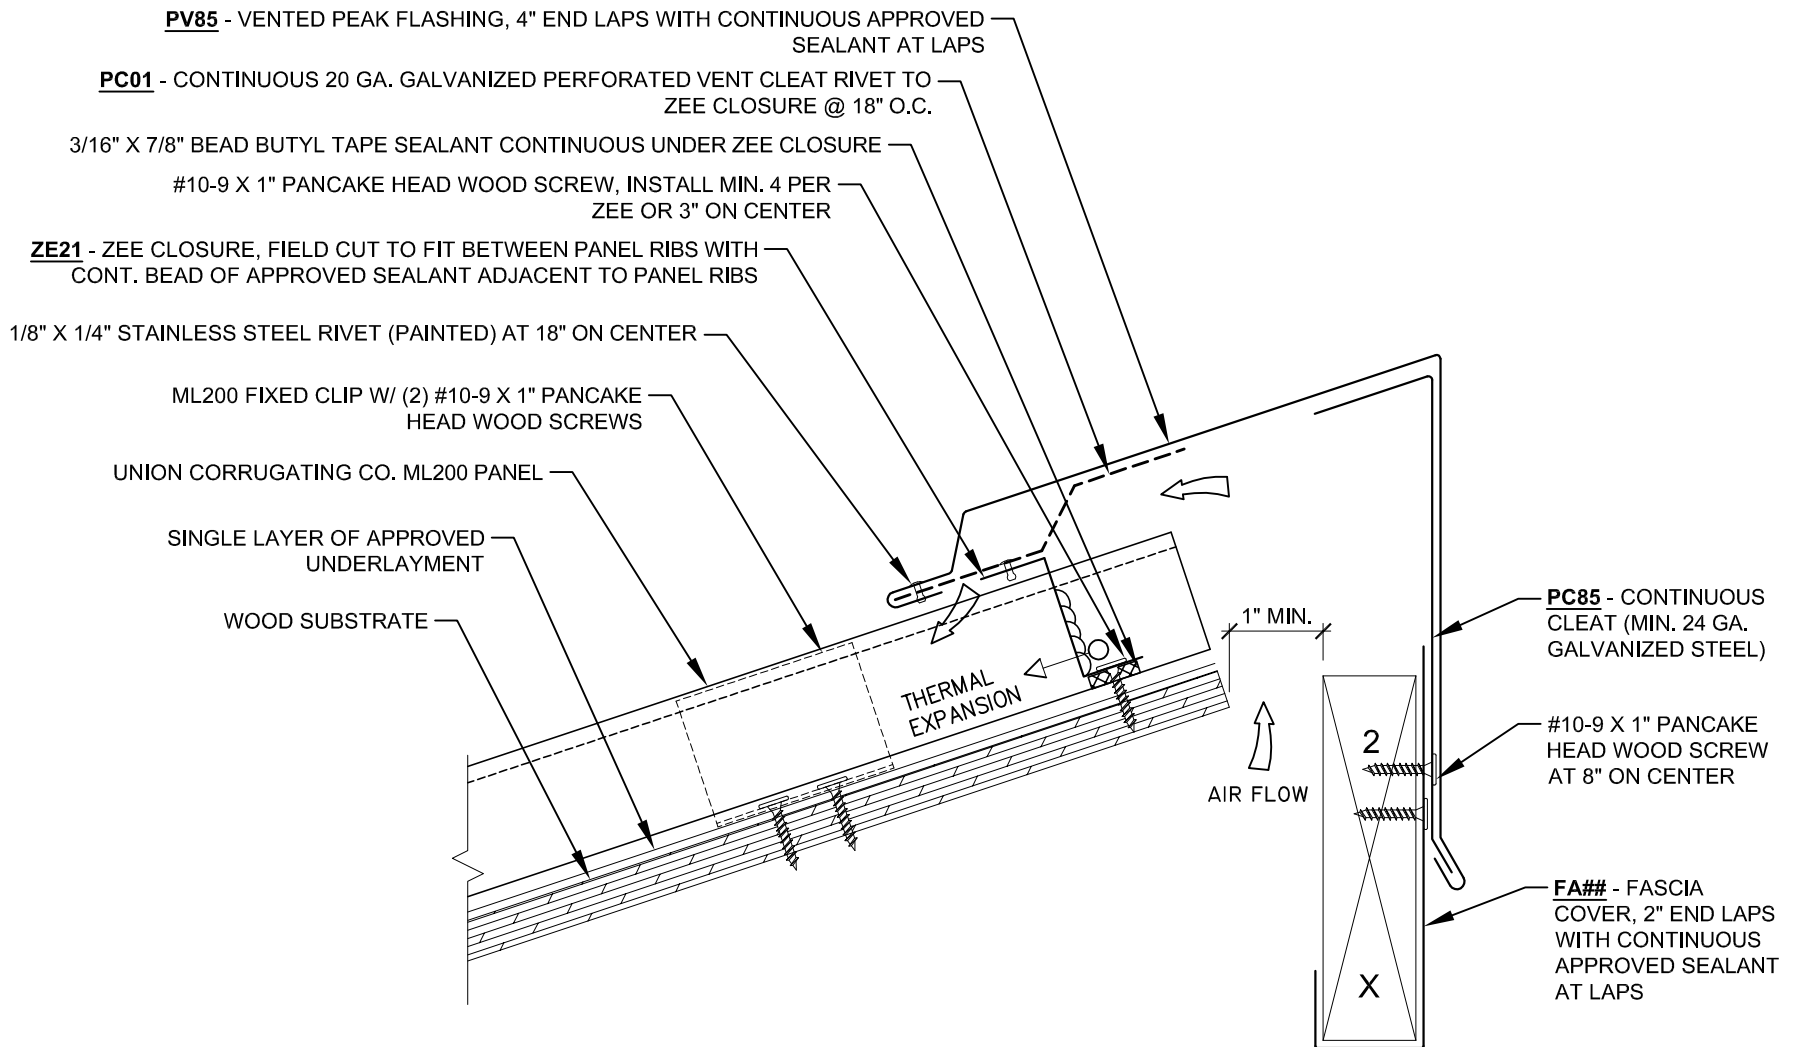 PV85 - VENTED PEAK FLASHING, 4" END LAPS WITH CONTINUOUS APPROVED
SEALANT AT LAPS
PC01 - CONTINUOUS 20 GA. GALVANIZED PERFORATED VENT CLEAT RIVET TO
ZEE CLOSURE @ 18" O.C.
3/16" X 7/8" BEAD BUTYL TAPE SEALANT CONTINUOUS UNDER ZEE CLOSURE
#10-9 X 1" PANCAKE HEAD WOOD SCREW, INSTALL MIN. 4 PER
ZEE OR 3" ON CENTER
ZE21 - ZEE CLOSURE, FIELD CUT TO FIT BETWEEN PANEL RIBS WITH
CONT. BEAD OF APPROVED SEALANT ADJACENT TO PANEL RIBS
1/8" X 1/4" STAINLESS STEEL RIVET (PAINTED) AT 18" ON CENTER
ML200 FIXED CLIP W/ (2) #10-9 X 1" PANCAKE
HEAD WOOD SCREWS
UNION CORRUGATING CO. ML200 PANEL
SINGLE LAYER OF APPROVED
UNDERLAYMENT
WOOD SUBSTRATE
THERMAL
EXPANSION
1" MIN.
AIR FLOW
2
X
PC85 - CONTINUOUS
CLEAT (MIN. 24 GA.
GALVANIZED STEEL)
#10-9 X 1" PANCAKE
HEAD WOOD SCREW
AT 8" ON CENTER
FA## - FASCIA
COVER, 2" END LAPS
WITH CONTINUOUS
APPROVED SEALANT
AT LAPS